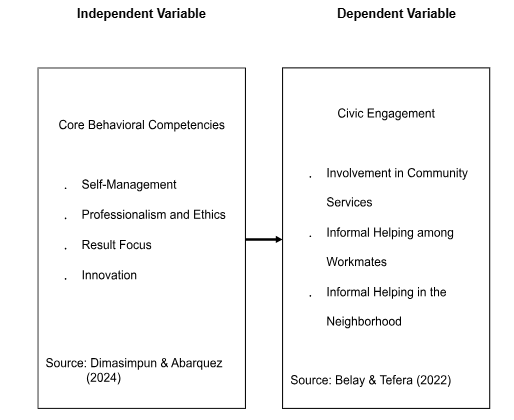 Independent Variable
Core Behavioral Competencies
. Self-Management
. Professionalism and Ethics
. Result Focus
. Innovation
Source: Dimasimpun & Abarquez
(2024)
Dependent Variable
Civic Engagement
. Involvement in Community
Services
. Informal Helping among
Workmates
. Informal Helping in the
Neighborhood
Source: Belay & Tefera (2022)